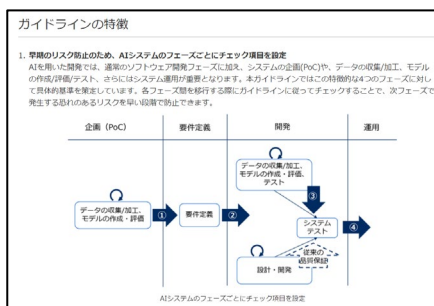 ガイドラインの特徴
1. 早期のリスク防止のため、AIシステムのフェーズごとにチェック項目を設定
AIを用いた開発では、通常のソフトウェア開発フェーズに加え、システムの企画(PoC)や、データの収集/加工、モデル
の作成/評価/テスト、さらにはシステム運用が重要となります。本ガイドラインではこの特徴的な4つのフェーズに対し
て具体的基準を策定しています。各フェーズ間を移行する際にガイドラインに従ってチェックすることで、次フェーズで
発生する恐れのあるリスクを早い段階で防止できます。
企画（PoC） 要件定義 開発 運用
データの収集/加工、
モデルの作成・評価、
テスト
データの収集/加工、
モデルの作成・評価
①
要件定義
②
③
システム
テスト
④
従来の
品質保証
設計・開発
AIシステムのフェーズごとにチェック項目を設定